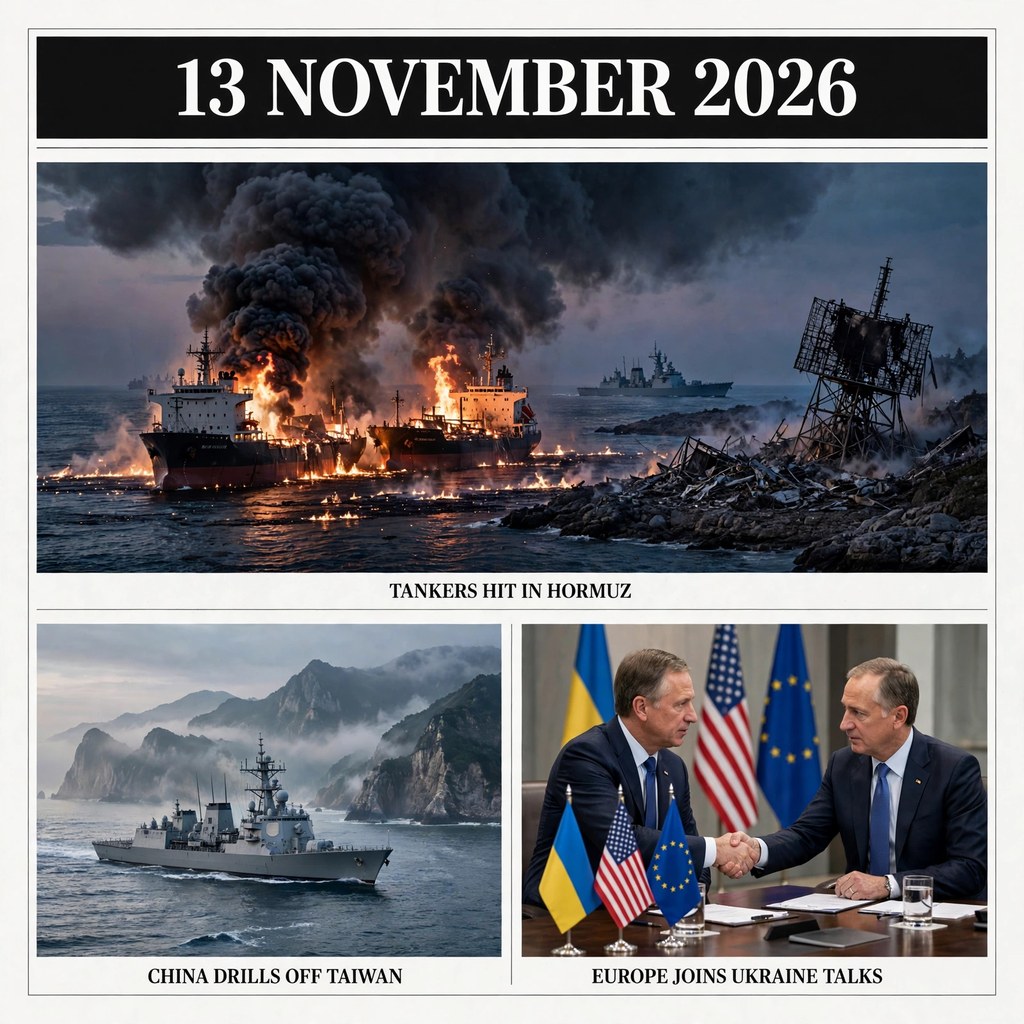 13 NOVEMBER 2026
TANKERS HIT IN HORMUZ
CHINA DRILLS OFF TAIWAN
EUROPE JOINS UKRAINE TALKS